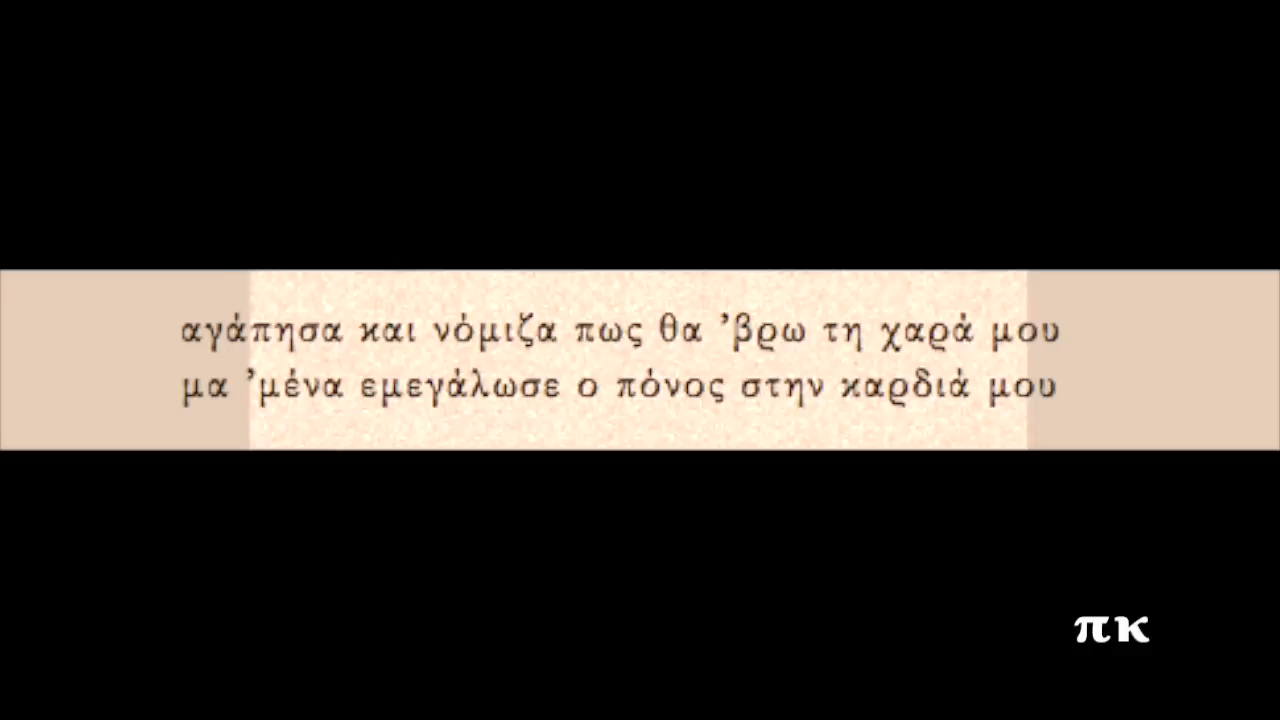 αγάπησα και νόμιζα πως θα ’βρω τη χαρά μου
μα ’μένα εμεγάλωσε ο πόνος στην καρδιά μου
πκ